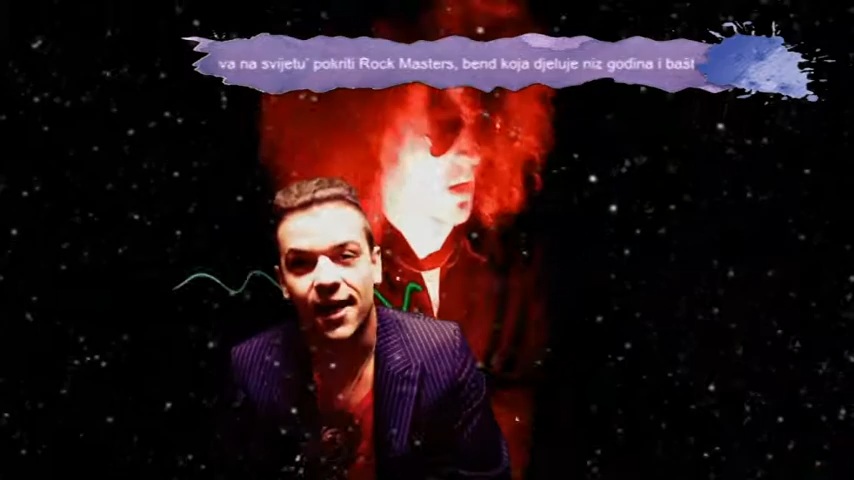 va na svijetu' pokriti Rock Masters, bend koja djeluje niz godina i bašt